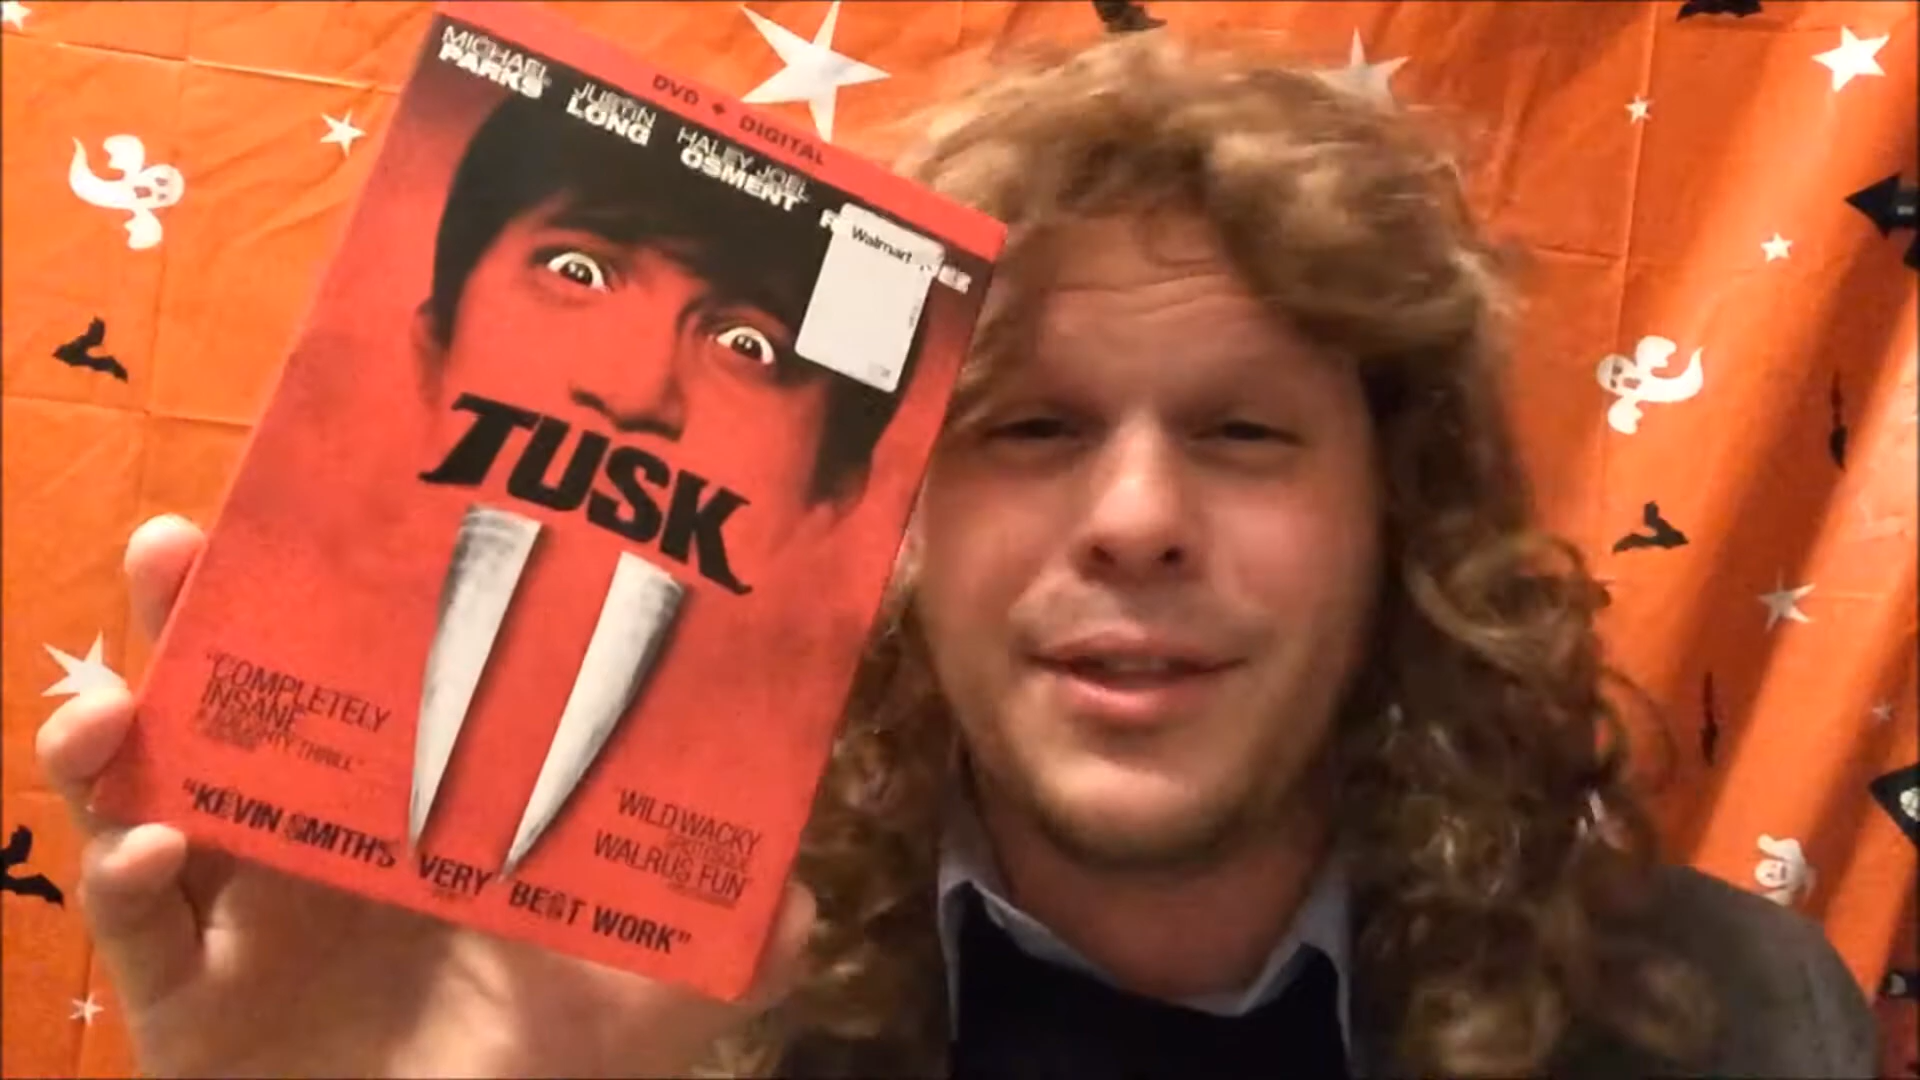 DVD + DIGITAL
MICHAEL
PARKS
JUSTIN
LONG
HALEY JOEL
OSMENT
Walmart
TUSK
"COMPLETELY
INSANE
"WILD WACKY
WALRUS FUN"
"KEVIN SMITH'S VERY BEST WORK"